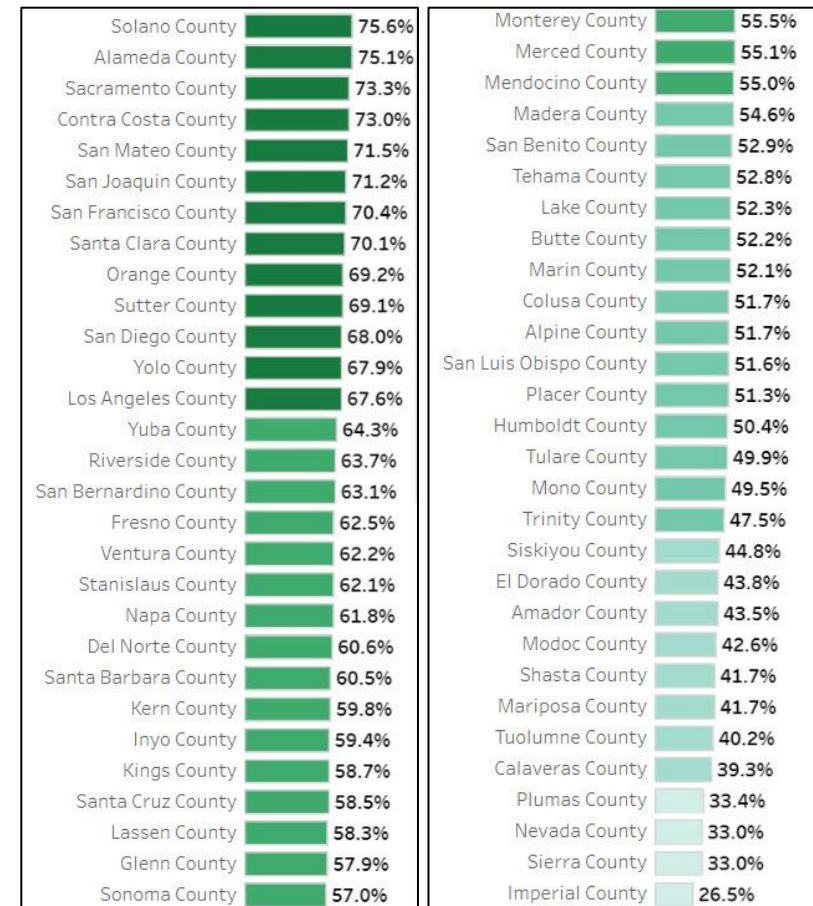 Solano County 75.6%
Alameda County 75.1%
Sacramento County 73.3%
Contra Costa County 73.0%
San Mateo County 71.5%
San Joaquin County 71.2%
San Francisco County 70.4%
Santa Clara County 70.1%
Orange County 69.2%
Sutter County 69.1%
San Diego County 68.0%
Yolo County 67.9%
Los Angeles County 67.6%
Yuba County 64.3%
Riverside County 63.7%
San Bernardino County 63.1%
Fresno County 62.5%
Ventura County 62.2%
Stanislaus County 62.1%
Napa County 61.8%
Del Norte County 60.6%
Santa Barbara County 60.5%
Kern County 59.8%
Inyo County 59.4%
Kings County 58.7%
Santa Cruz County 58.5%
Lassen County 58.3%
Glenn County 57.9%
Sonoma County 57.0%
Monterey County 55.5%
Merced County 55.1%
Mendocino County 55.0%
Madera County 54.6%
San Benito County 52.9%
Tehama County 52.8%
Lake County 52.3%
Butte County 52.2%
Marin County 52.1%
Colusa County 51.7%
Alpine County 51.7%
San Luis Obispo County 51.6%
Placer County 51.3%
Humboldt County 50.4%
Tulare County 49.9%
Mono County 49.5%
Trinity County 47.5%
Siskiyou County 44.8%
El Dorado County 43.8%
Amador County 43.5%
Modoc County 42.6%
Shasta County 41.7%
Mariposa County 41.7%
Tuolumne County 40.2%
Calaveras County 39.3%
Plumas County 33.4%
Nevada County 33.0%
Sierra County 33.0%
Imperial County 26.5%